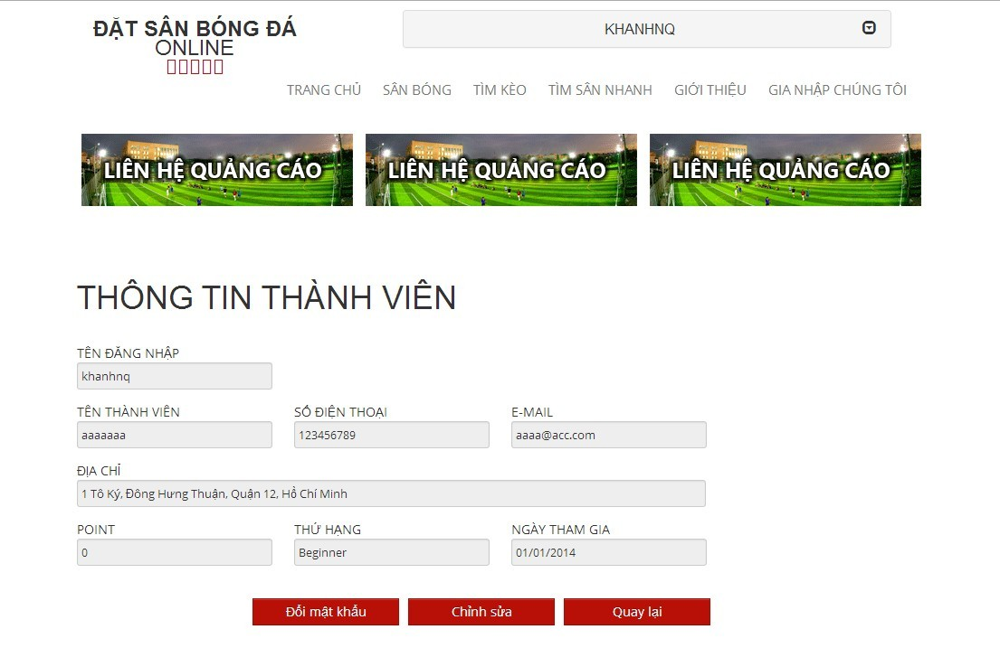 ĐẶT SÂN BÓNG ĐÁ
ONLINE
KHANHNQ
TRANG CHỦ SÂN BÓNG TÌM KÈO TÌM SÂN NHANH GIỚI THIỆU GIA NHẬP CHÚNG TÔI
LIÊN HỆ QUẢNG CÁO LIÊN HỆ QUẢNG CÁO LIÊN HỆ QUẢNG CÁO
THÔNG TIN THÀNH VIÊN
TÊN ĐĂNG NHẬP
khanhnq
TÊN THÀNH VIÊN SỐ ĐIỆN THOẠI E-MAIL
aaaaaaa 123456789 aaaa@acc.com
ĐỊA CHỈ
1 Tô Ký, Đông Hưng Thuận, Quận 12, Hồ Chí Minh
POINT THỨ HẠNG NGÀY THAM GIA
0 Beginner 01/01/2014
Đổi mật khẩu Chỉnh sửa Quay lại